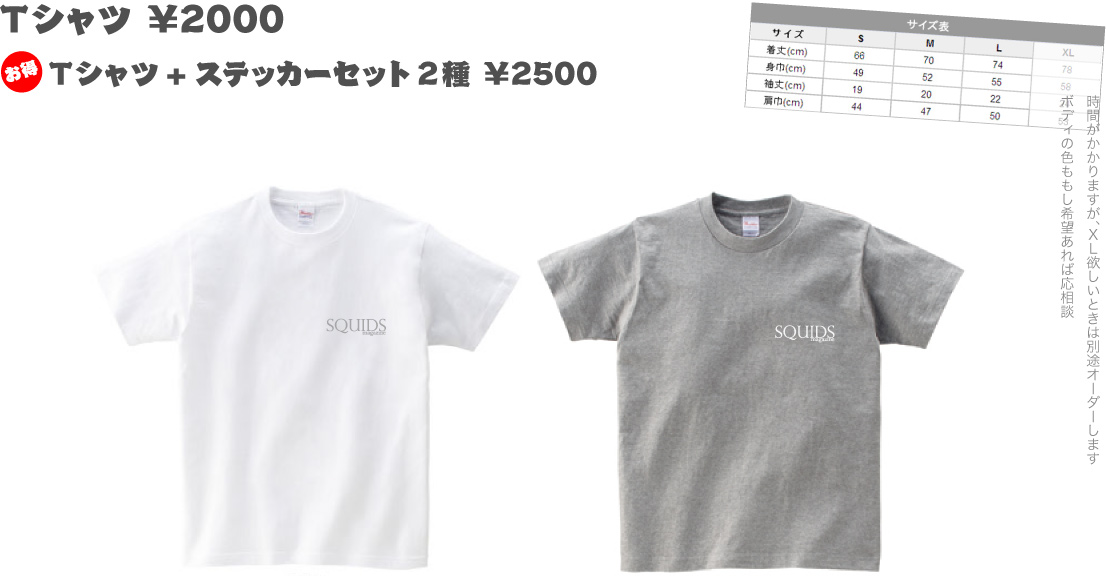 Tシャツ ¥2000
お得 Tシャツ + ステッカーセット2種 ¥2500
サイズ表
サイズ S M L XL
着丈(cm) 66 70 74 78
身巾(cm) 49 52 55 58
袖丈(cm) 19 20 22
肩巾(cm) 44 47 50 53
時間がかかりますが、XL欲しいときは別途オーダーします
ボディの色ももし希望あれば応相談
SQUIDS
magazine
SQUIDS
magazine